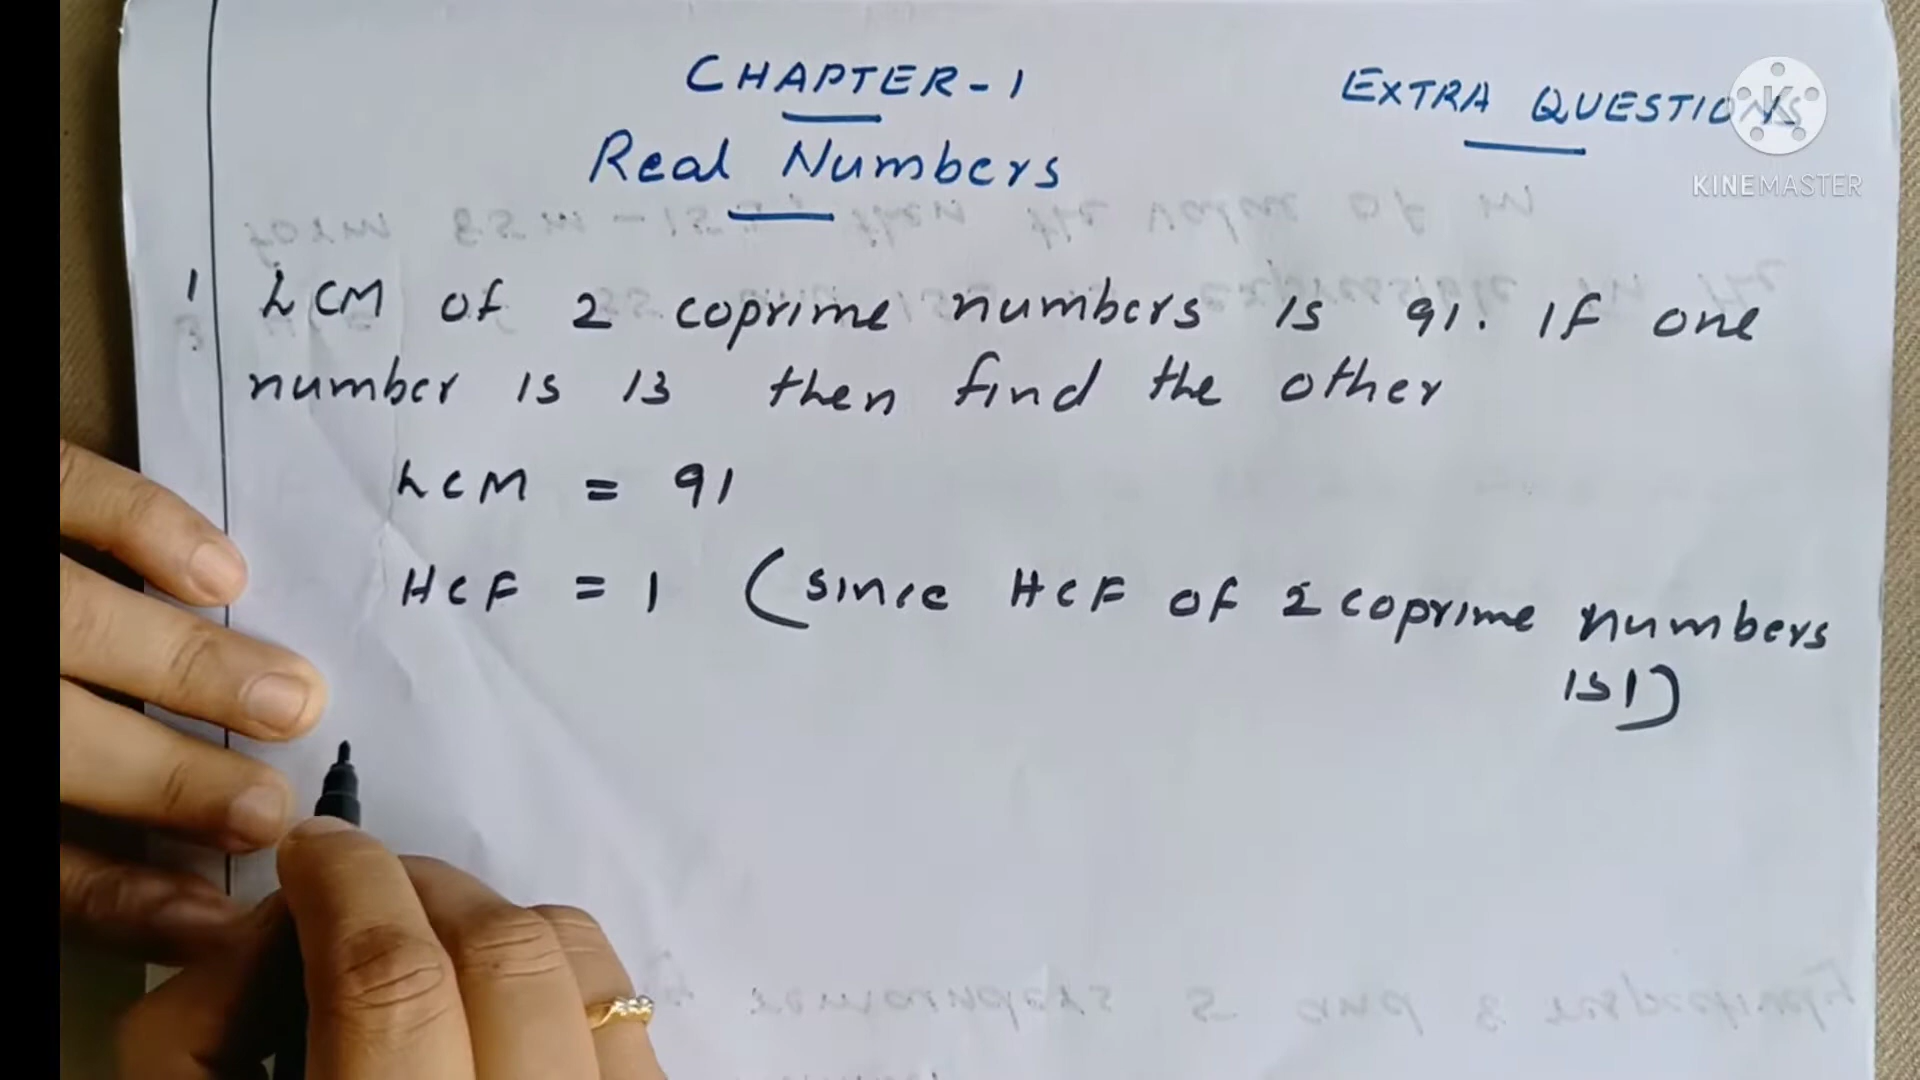 CHAPTER-1
EXTRA QUESTIONS
KINEMASTER
Real Numbers
1 LCM of 2 coprime numbers is 91. If one
number is 13 then find the other
LCM = 91
HCF = 1 (since HCF of 2 coprime numbers
is 1)